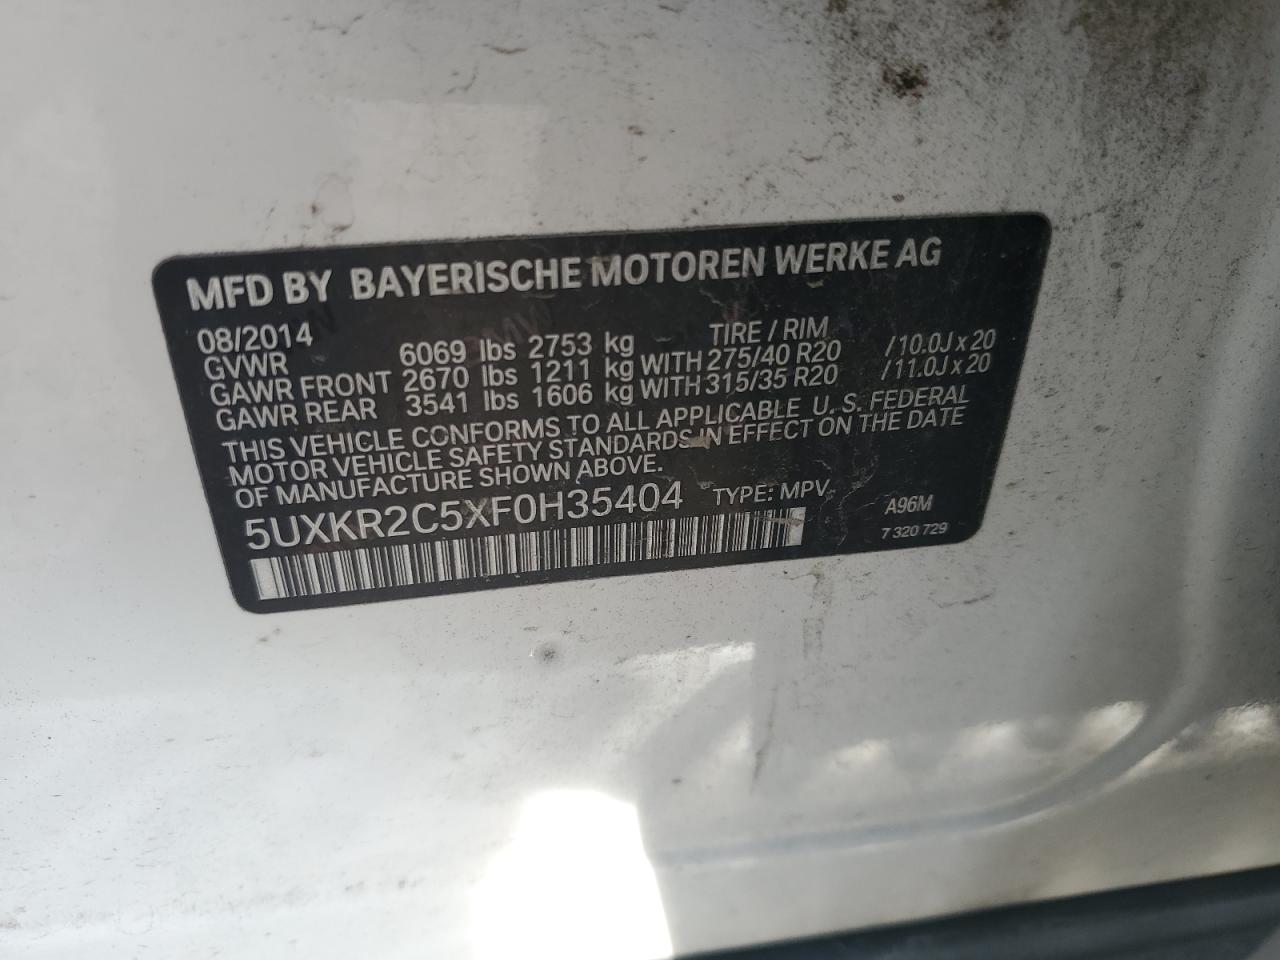 MFD BY BAYERISCHE MOTOREN WERKE AG
08/2014 TIRE / RIM
GVWR 6069 lbs 2753 kg
GAWR FRONT 2670 lbs 1211 kg WITH 275/40 R20 /10.0J x 20
GAWR REAR 3541 lbs 1606 kg WITH 315/35 R20 /11.0J x 20
THIS VEHICLE CONFORMS TO ALL APPLICABLE U. S. FEDERAL
MOTOR VEHICLE SAFETY STANDARDS IN EFFECT ON THE DATE
OF MANUFACTURE SHOWN ABOVE.
5UXKR2C5XF0H35404 TYPE: MPV A96M
7 320 729